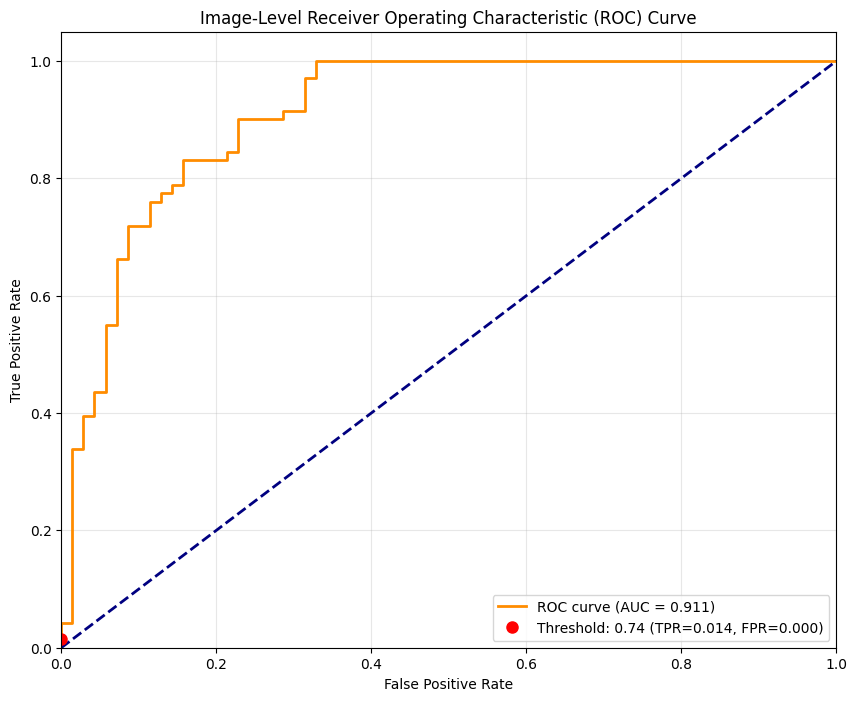 Image-Level Receiver Operating Characteristic (ROC) Curve
True Positive Rate
1.0
0.8
0.6
0.4
0.2
0.0
0.0 0.2 0.4 0.6 0.8 1.0
False Positive Rate
ROC curve (AUC = 0.911)
Threshold: 0.74 (TPR=0.014, FPR=0.000)